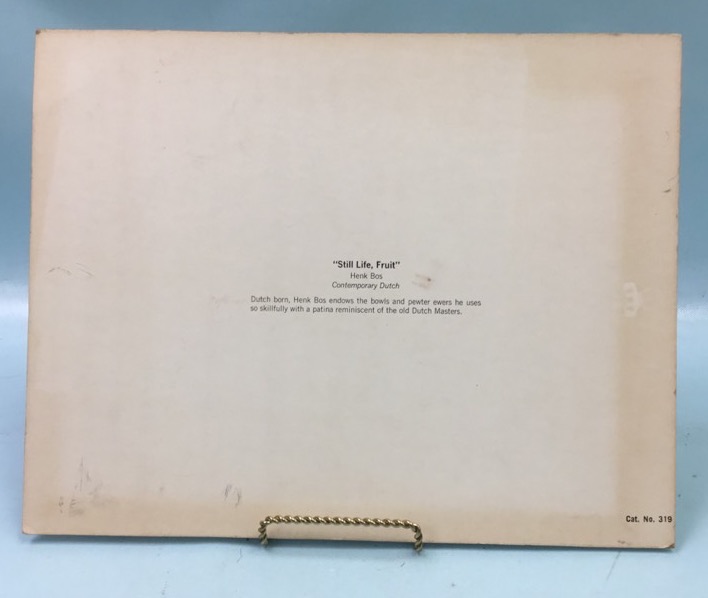 "Still Life, Fruit"
Henk Bos
Contemporary Dutch
Dutch born, Henk Bos endows the bowls and pewter ewers he uses
so skillfully with a patina reminiscent of the old Dutch Masters.
Cat. No. 319